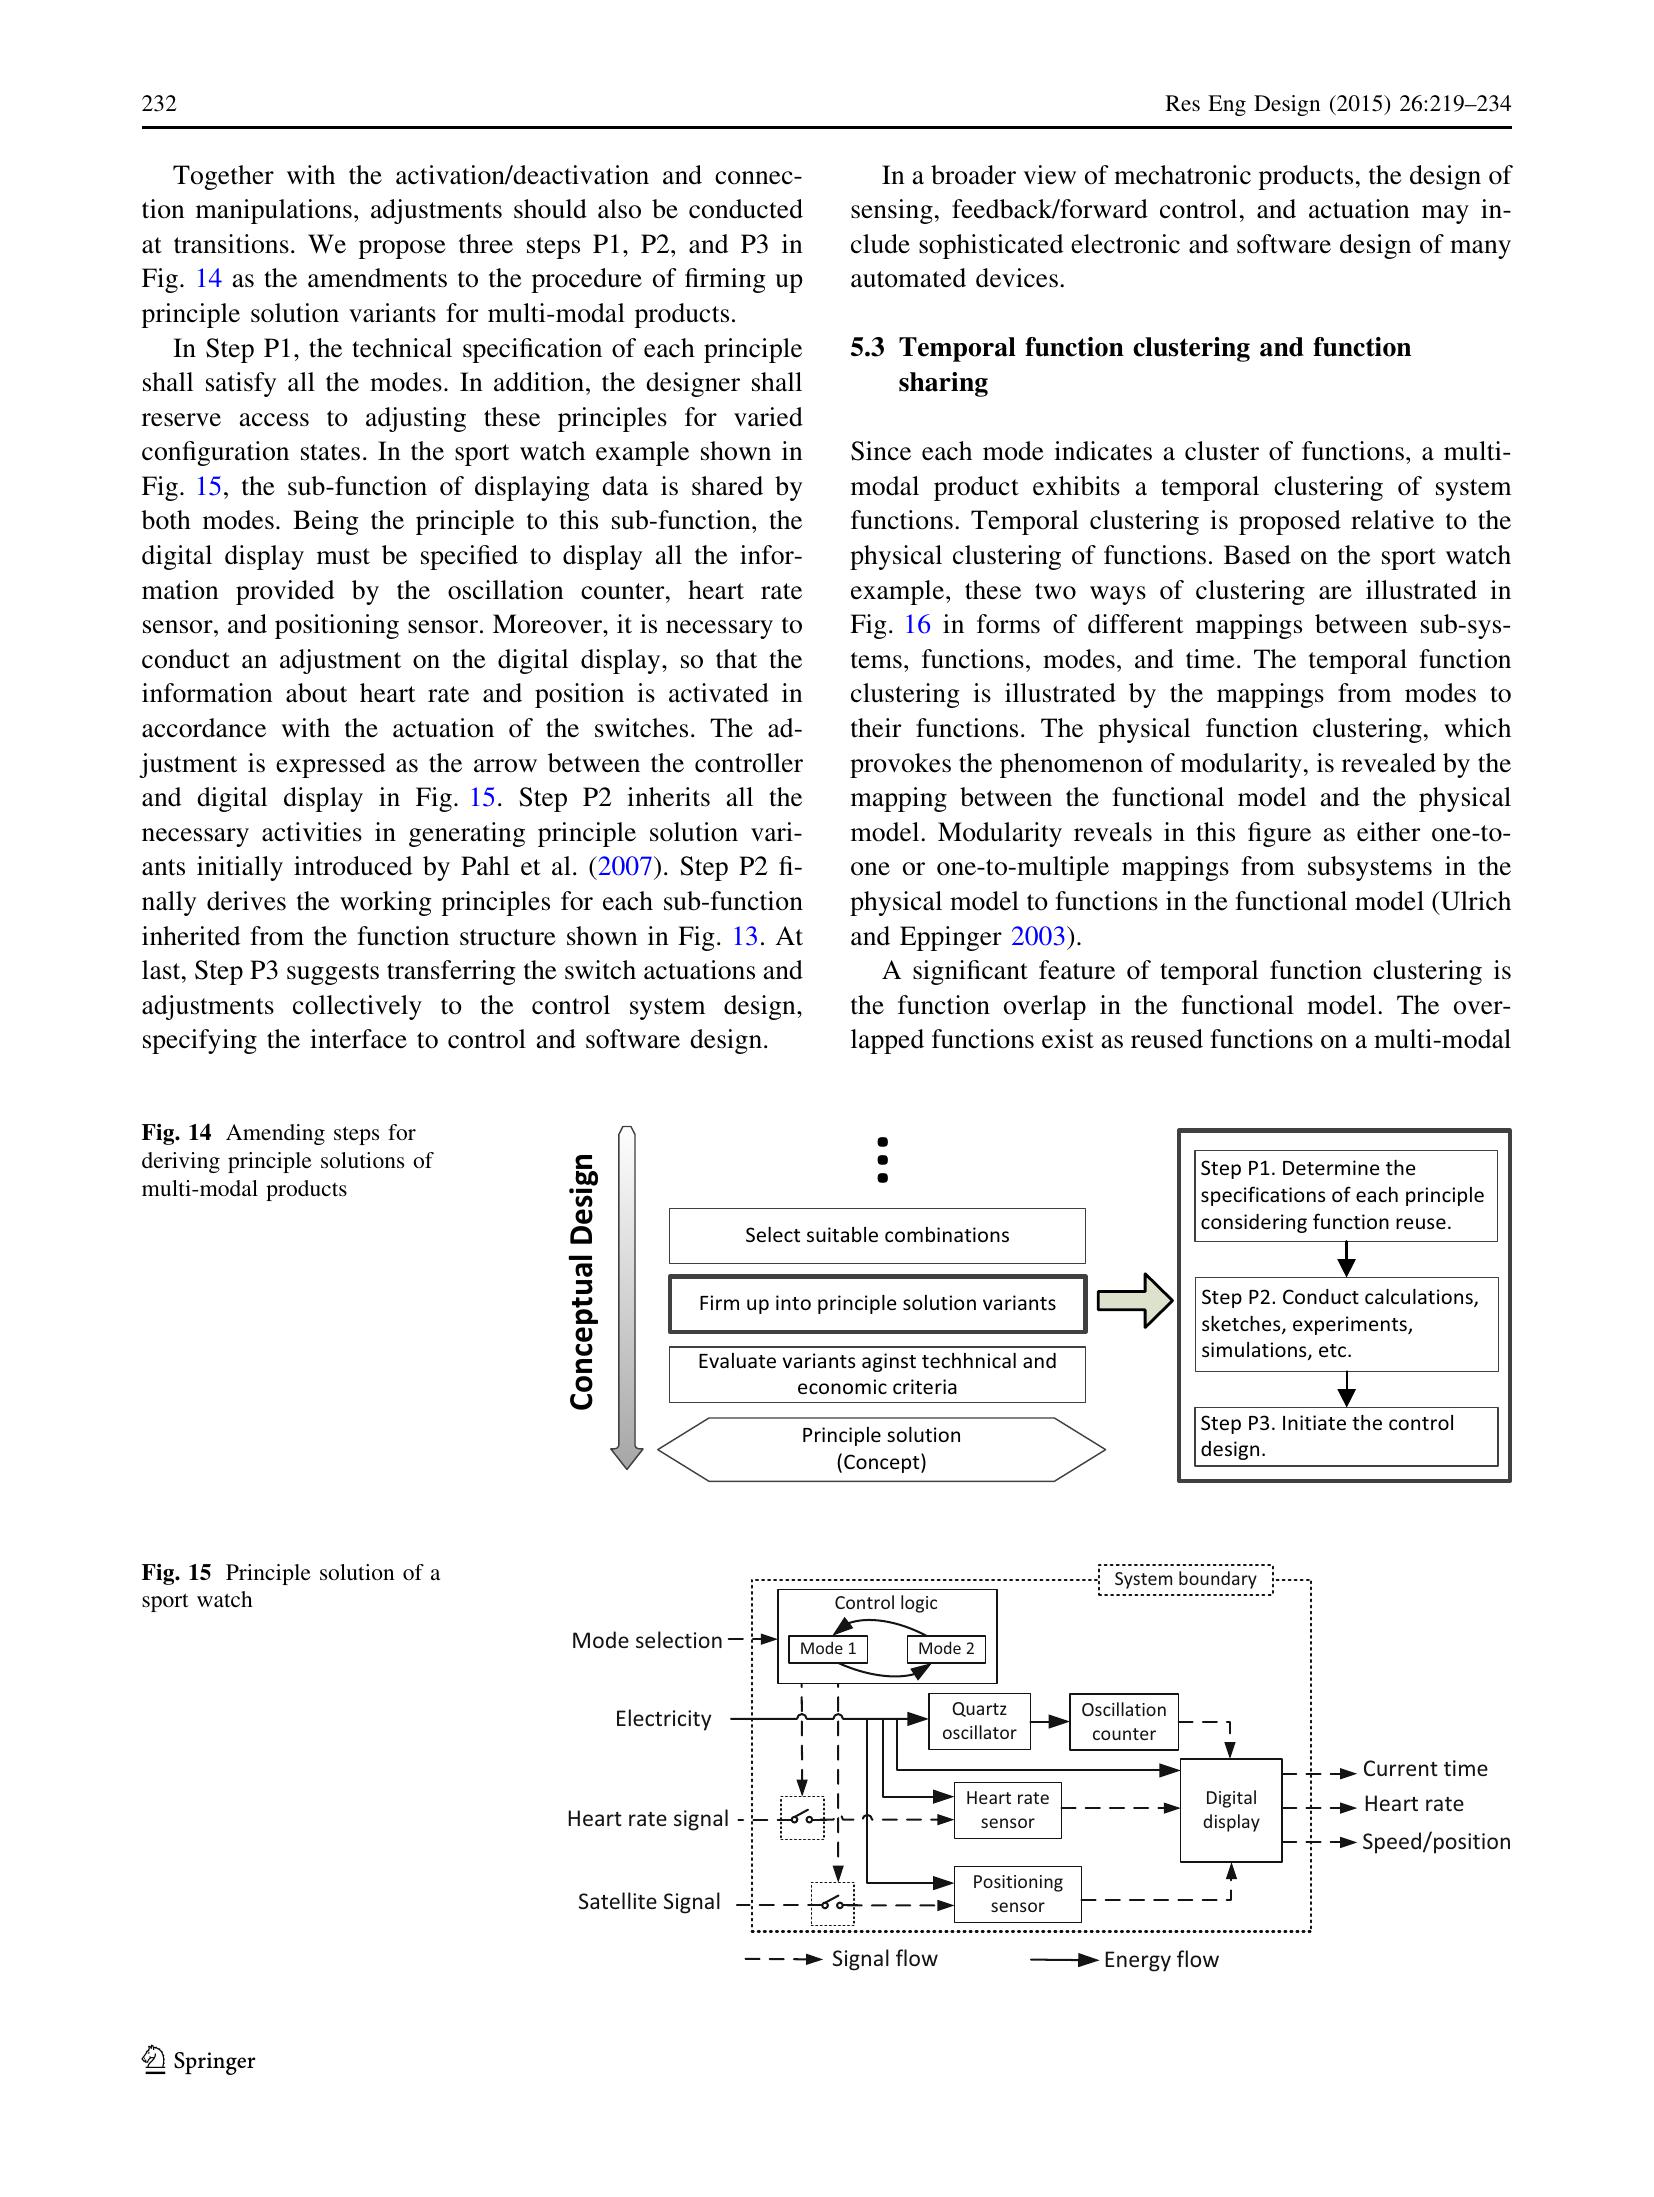 232
Res Eng Design (2015) 26:219–234
Together with the activation/deactivation and connec-
tion manipulations, adjustments should also be conducted
at transitions. We propose three steps P1, P2, and P3 in
Fig. 14 as the amendments to the procedure of firming up
principle solution variants for multi-modal products.
In Step P1, the technical specification of each principle
shall satisfy all the modes. In addition, the designer shall
reserve access to adjusting these principles for varied
configuration states. In the sport watch example shown in
Fig. 15, the sub-function of displaying data is shared by
both modes. Being the principle to this sub-function, the
digital display must be specified to display all the infor-
mation provided by the oscillation counter, heart rate
sensor, and positioning sensor. Moreover, it is necessary to
conduct an adjustment on the digital display, so that the
information about heart rate and position is activated in
accordance with the actuation of the switches. The ad-
justment is expressed as the arrow between the controller
and digital display in Fig. 15. Step P2 inherits all the
necessary activities in generating principle solution vari-
ants initially introduced by Pahl et al. (2007). Step P2 fi-
nally derives the working principles for each sub-function
inherited from the function structure shown in Fig. 13. At
last, Step P3 suggests transferring the switch actuations and
adjustments collectively to the control system design,
specifying the interface to control and software design.
In a broader view of mechatronic products, the design of
sensing, feedback/forward control, and actuation may in-
clude sophisticated electronic and software design of many
automated devices.
5.3 Temporal function clustering and function
sharing
Since each mode indicates a cluster of functions, a multi-
modal product exhibits a temporal clustering of system
functions. Temporal clustering is proposed relative to the
physical clustering of functions. Based on the sport watch
example, these two ways of clustering are illustrated in
Fig. 16 in forms of different mappings between sub-sys-
tems, functions, modes, and time. The temporal function
clustering is illustrated by the mappings from modes to
their functions. The physical function clustering, which
provokes the phenomenon of modularity, is revealed by the
mapping between the functional model and the physical
model. Modularity reveals in this figure as either one-to-
one or one-to-multiple mappings from subsystems in the
physical model to functions in the functional model (Ulrich
and Eppinger 2003).
A significant feature of temporal function clustering is
the function overlap in the functional model. The over-
lapped functions exist as reused functions on a multi-modal
Fig. 14 Amending steps for
deriving principle solutions of
multi-modal products
Conceptual Design
Select suitable combinations
Firm up into principle solution variants
Evaluate variants aginst techhnical and
economic criteria
Principle solution
(Concept)
Step P1. Determine the
specifications of each principle
considering function reuse.
Step P2. Conduct calculations,
sketches, experiments,
simulations, etc.
Step P3. Initiate the control
design.
Fig. 15 Principle solution of a
sport watch
System boundary
Control logic
Mode 1
Mode 2
Mode selection
Electricity
Quartz
oscillator
Oscillation
counter
Heart rate signal
Heart rate
sensor
Digital
display
Current time
Heart rate
Speed/position
Satellite Signal
Positioning
sensor
Signal flow
Energy flow
Springer